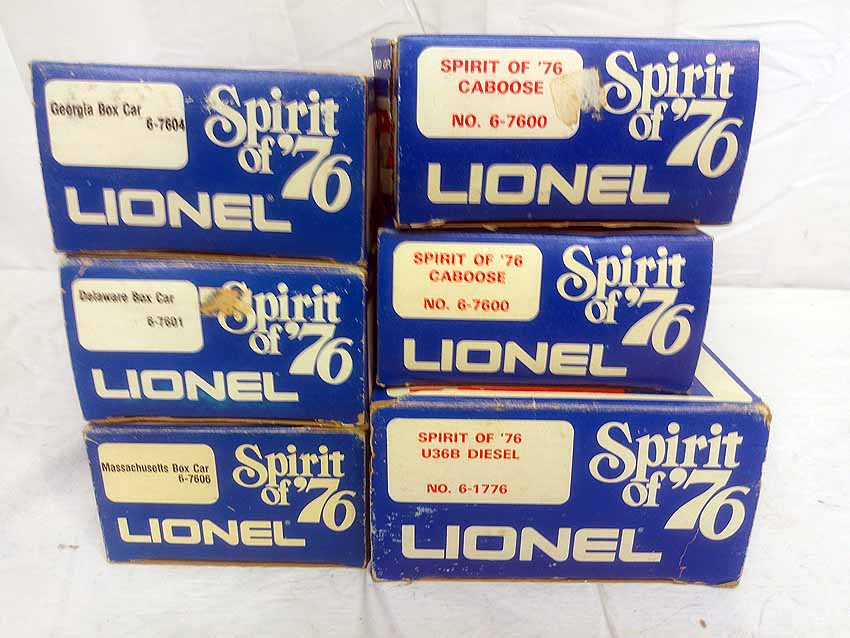 Georgia Box Car
6-7604
Spirit
of '76
LIONEL
Delaware Box Car
6-7601
Spirit
of '76
LIONEL
Massachusetts Box Car
6-7606
Spirit
of '76
LIONEL
SPIRIT OF '76
CABOOSE
NO. 6-7600
Spirit
of '76
LIONEL
SPIRIT OF '76
CABOOSE
NO. 6-7600
Spirit
of '76
LIONEL
SPIRIT OF '76
U36B DIESEL
NO. 6-1776
Spirit
of '76
LIONEL